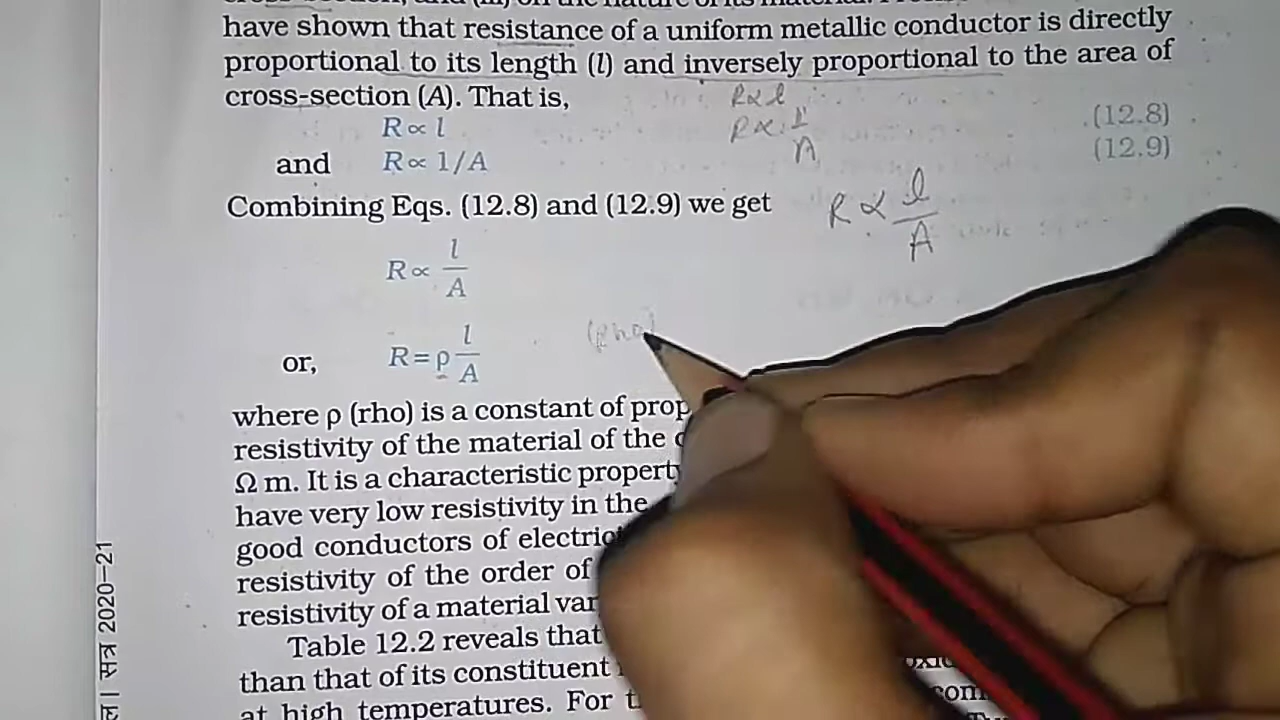 have shown that resistance of a uniform metallic conductor is directly
proportional to its length (l) and inversely proportional to the area of
cross-section (A). That is,
R ∝ l
R ∝ l (12.8)
R ∝ 1/A
and R ∝ 1/A (12.9)
Combining Eqs. (12.8) and (12.9) we get
R ∝ l/A
R ∝ l/A
(rho)
or, R = ρ l/A
where ρ (rho) is a constant of
resistivity of the material of the
Ω m. It is a characteristic
have very low resistivity in the
good conductors of
resistivity of the order of
resistivity of a material
Table 12.2 reveals that
than that of its constituent
at high temperatures. For
सत्र 2020–21